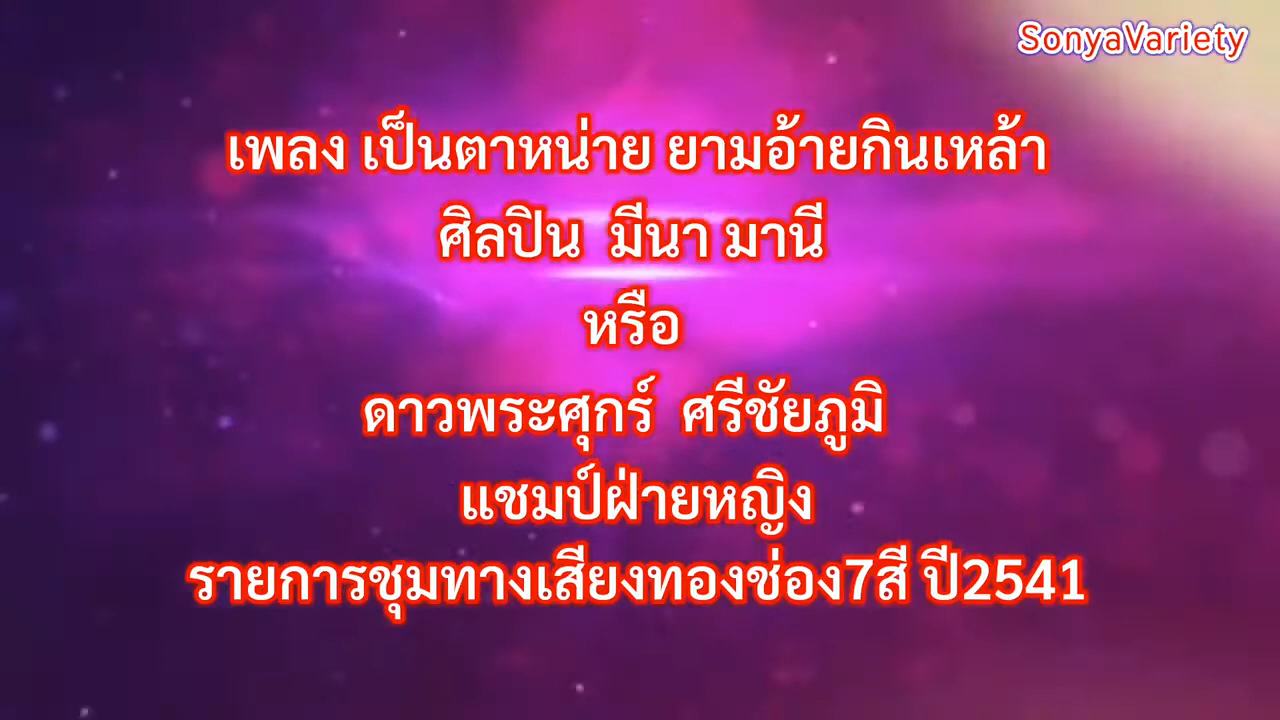 SonyaVariety
เพลง เป็นตาหน่าย ยามอ้ายกินเหล้า
ศิลปิน มีนา มานี
หรือ
ดาวพระศุกร์ ศรีชัยภูมิ
แชมป์ฝ่ายหญิง
รายการชุมทางเสียงทองช่อง7สี ปี2541